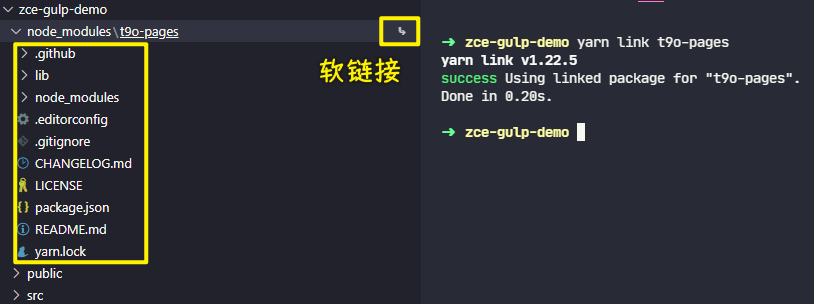 zce-gulp-demo
node_modules\t9o-pages
.github
lib
node_modules
.editorconfig
.gitignore
CHANGELOG.md
LICENSE
package.json
README.md
yarn.lock
public
src
软链接
➜ zce-gulp-demo yarn link t9o-pages
yarn link v1.22.5
success Using linked package for "t9o-pages".
Done in 0.20s.
➜ zce-gulp-demo